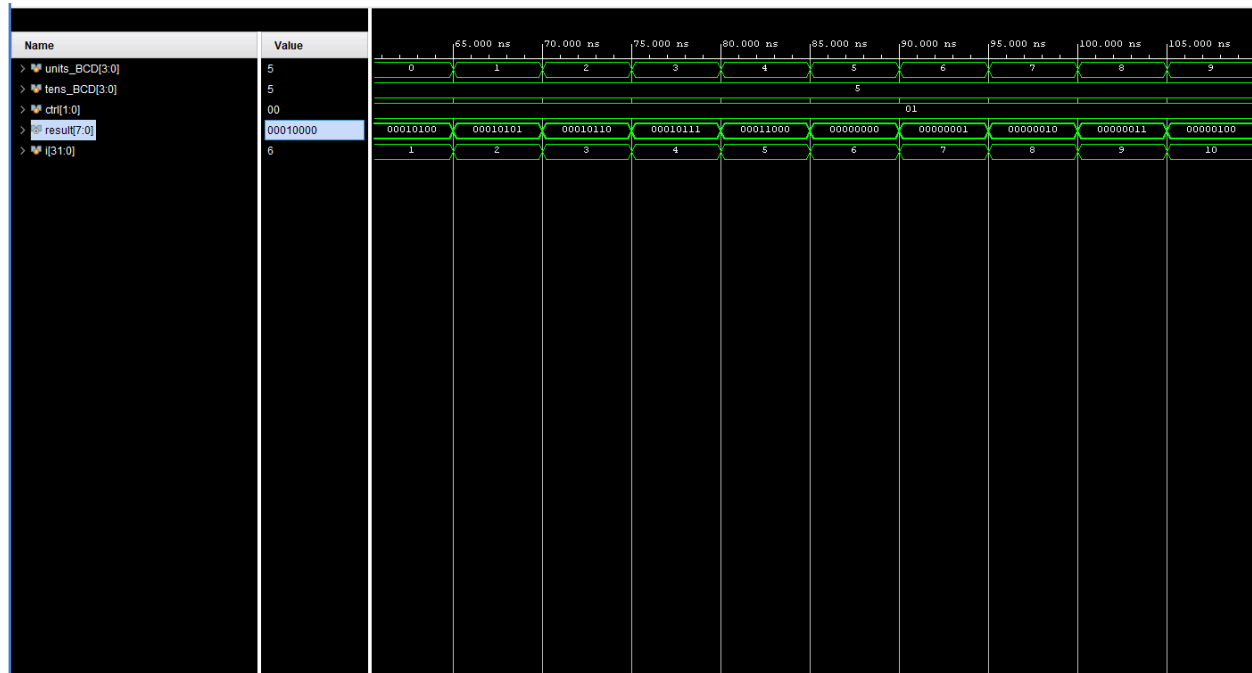 Name Value
65.000 ns 70.000 ns 75.000 ns 80.000 ns 85.000 ns 90.000 ns 95.000 ns 100.000 ns 105.000 ns
units_BCD[3:0] 5 0 1 2 3 4 5 6 7 8 9
tens_BCD[3:0] 5 5
ctrl[1:0] 00 01
result[7:0] 00010000 00010100 00010101 00010110 00010111 00011000 00000000 00000001 00000010 00000011 00000100
i[31:0] 6 1 2 3 4 5 6 7 8 9 10